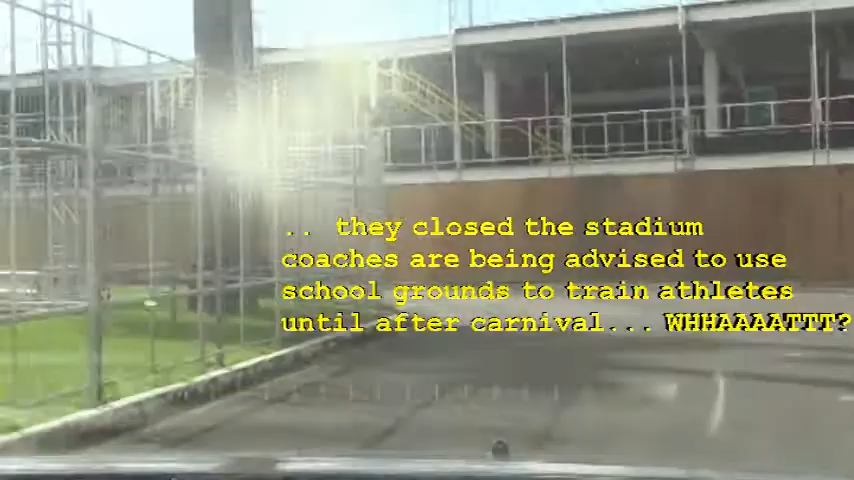 .. they closed the stadium
coaches are being advised to use
school grounds to train athletes
until after carnival... WHHAAAATTT?